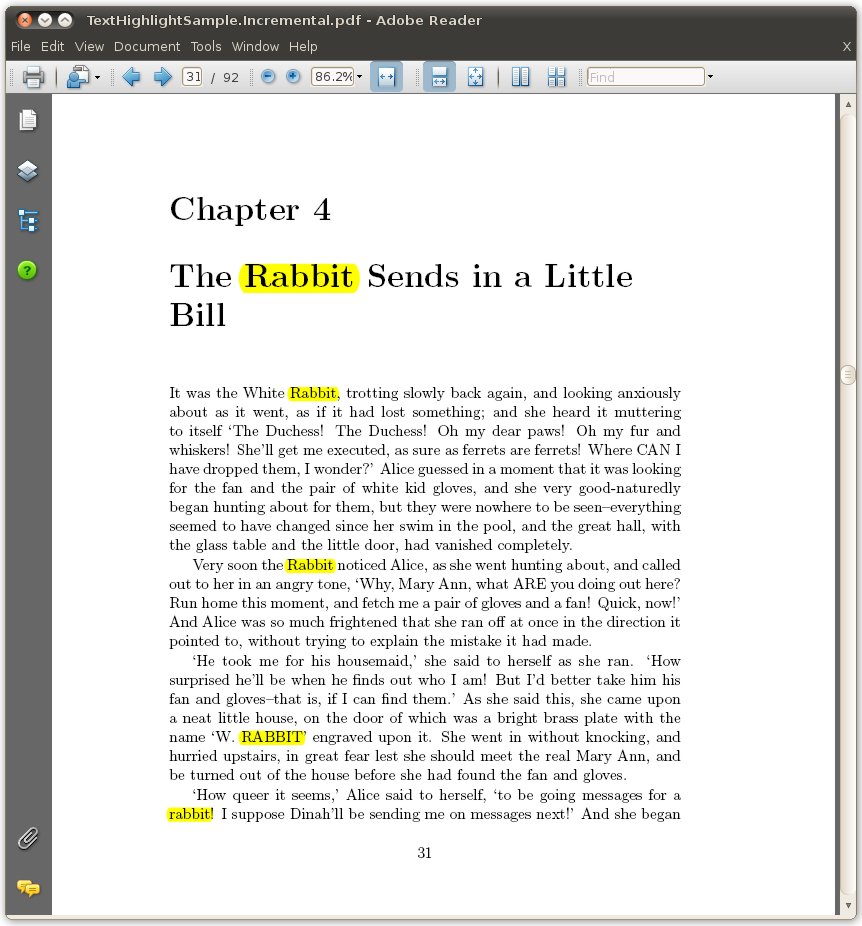 TextHighlightSample.Incremental.pdf - Adobe Reader
File Edit View Document Tools Window Help X
31 / 92 86.2% Find
Chapter 4
The Rabbit Sends in a Little
Bill
It was the White Rabbit, trotting slowly back again, and looking anxiously
about as it went, as if it had lost something; and she heard it muttering
to itself ‘The Duchess! The Duchess! Oh my dear paws! Oh my fur and
whiskers! She’ll get me executed, as sure as ferrets are ferrets! Where CAN I
have dropped them, I wonder?’ Alice guessed in a moment that it was looking
for the fan and the pair of white kid gloves, and she very good-naturedly
began hunting about for them, but they were nowhere to be seen–everything
seemed to have changed since her swim in the pool, and the great hall, with
the glass table and the little door, had vanished completely.
Very soon the Rabbit noticed Alice, as she went hunting about, and called
out to her in an angry tone, ‘Why, Mary Ann, what ARE you doing out here?
Run home this moment, and fetch me a pair of gloves and a fan! Quick, now!’
And Alice was so much frightened that she ran off at once in the direction it
pointed to, without trying to explain the mistake it had made.
‘He took me for his housemaid,’ she said to herself as she ran. ‘How
surprised he’ll be when he finds out who I am! But I’d better take him his
fan and gloves–that is, if I can find them.’ As she said this, she came upon
a neat little house, on the door of which was a bright brass plate with the
name ‘W. RABBIT’ engraved upon it. She went in without knocking, and
hurried upstairs, in great fear lest she should meet the real Mary Ann, and
be turned out of the house before she had found the fan and gloves.
‘How queer it seems,’ Alice said to herself, ‘to be going messages for a
rabbit! I suppose Dinah’ll be sending me on messages next!’ And she began
31